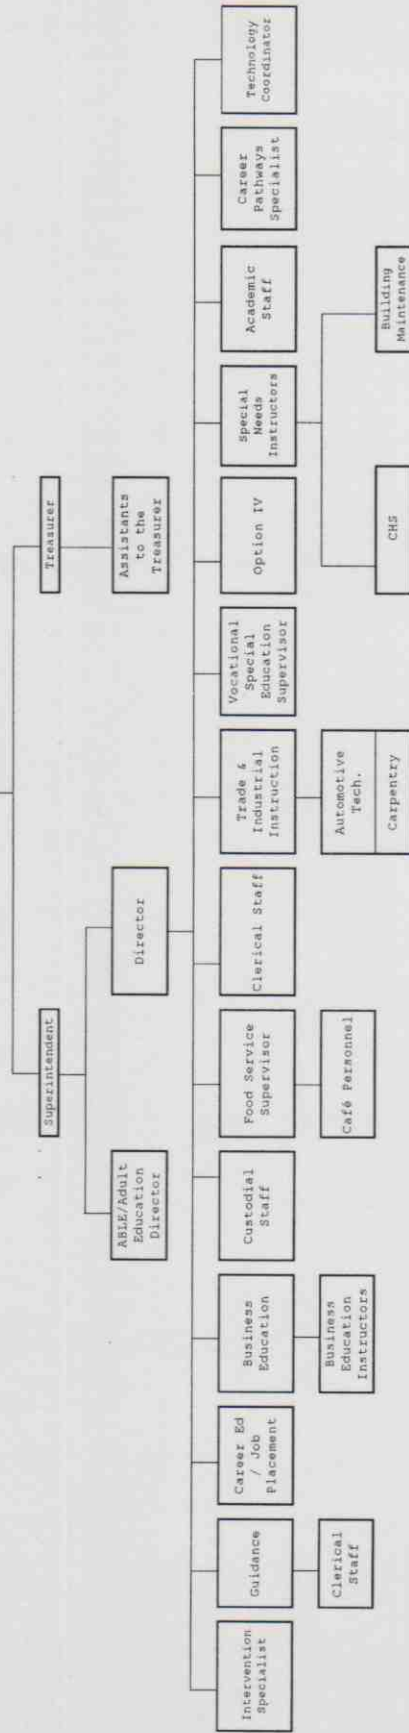 Superintendent
Treasurer
ABLE/Adult
Education
Director
Director
Assistants
to the
Treasurer
Intervention
Specialist
Guidance
Career Ed
/ Job
Placement
Business
Education
Custodial
Staff
Food Service
Supervisor
Clerical Staff
Trade &
Industrial
Instruction
Vocational
Special
Education
Supervisor
Option IV
Special
Needs
Instructors
Academic
Staff
Career
Pathways
Specialist
Technology
Coordinator
Clerical
Staff
Business
Education
Instructors
Café Personnel
Automotive
Tech.
Carpentry
CHS
Building
Maintenance